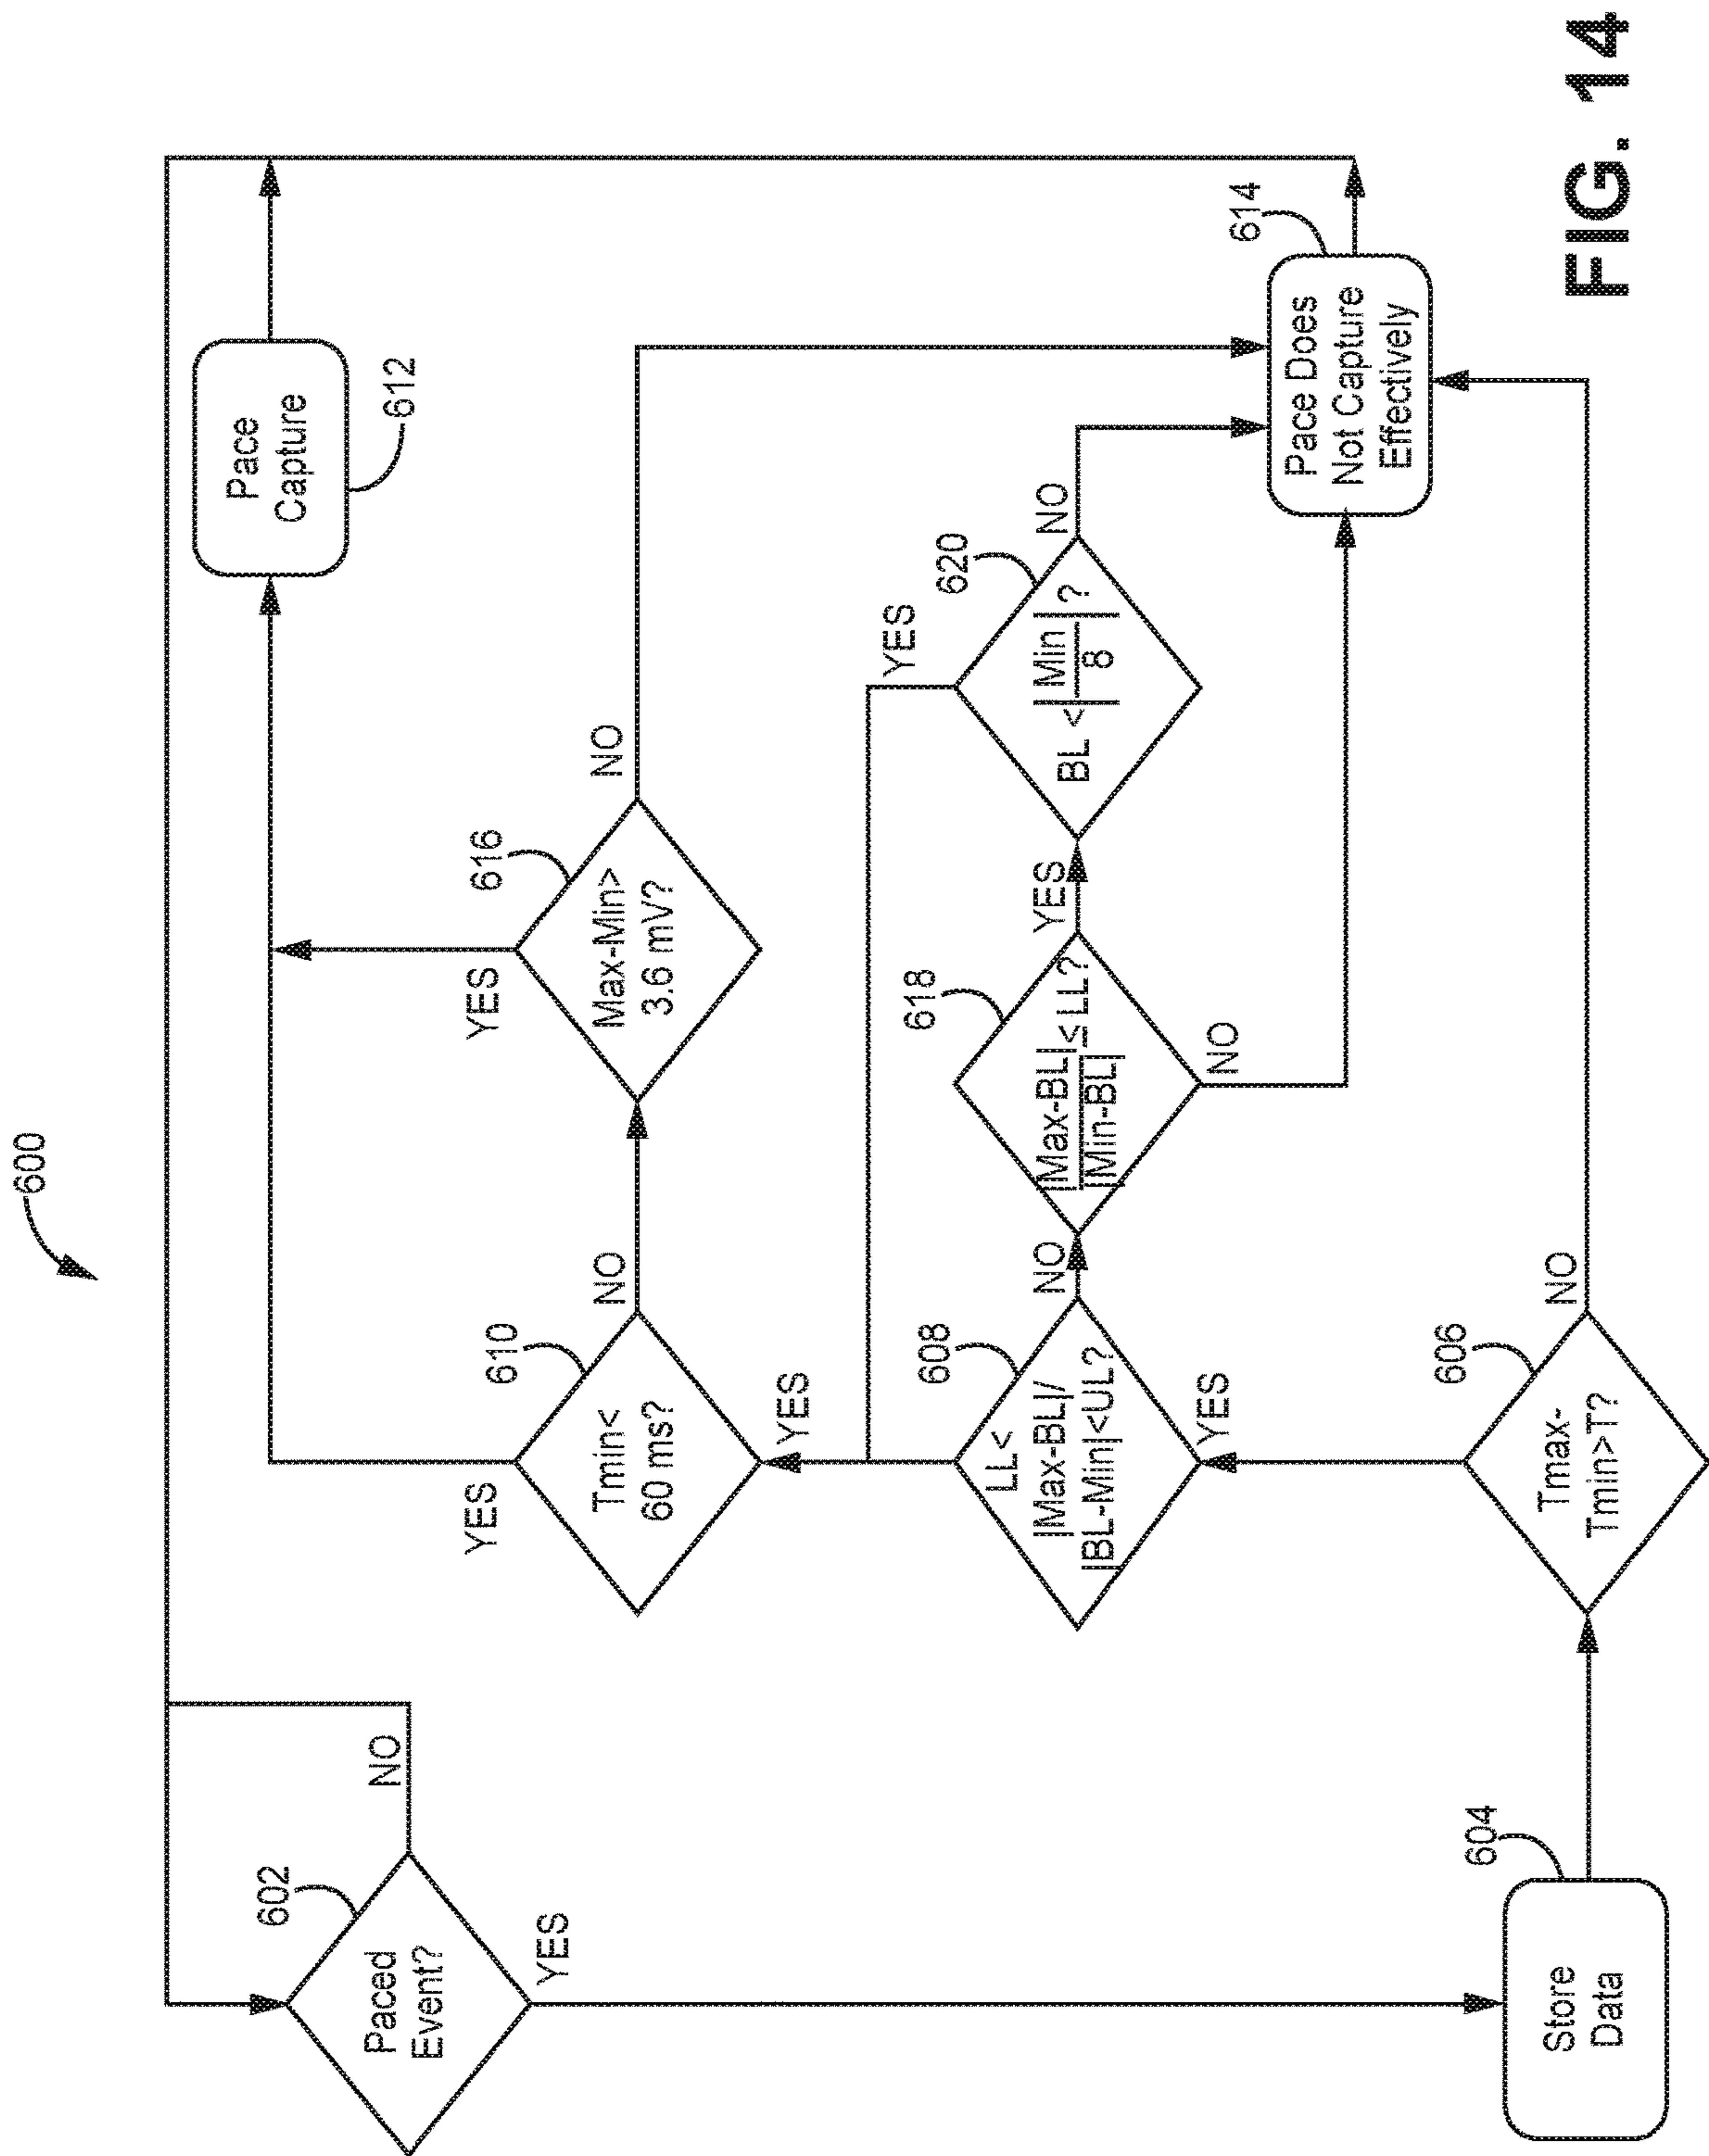 600
Paced
Event?
602
NO
YES
Store
Data
604
Tmax-
Tmin>T?
606
NO
YES
LL<
|Max-BL|/
|BL-Min|<UL?
608
NO
YES
Tmin<
60 ms?
610
NO
YES
Max-Min>
3.6 mV?
616
NO
YES
|Max-BL| ≤ LL?
|Min-BL|
618
YES
NO
BL < |Min| ?
8
620
YES
NO
Pace
Capture
612
Pace Does
Not Capture
Effectively
614
FIG. 14